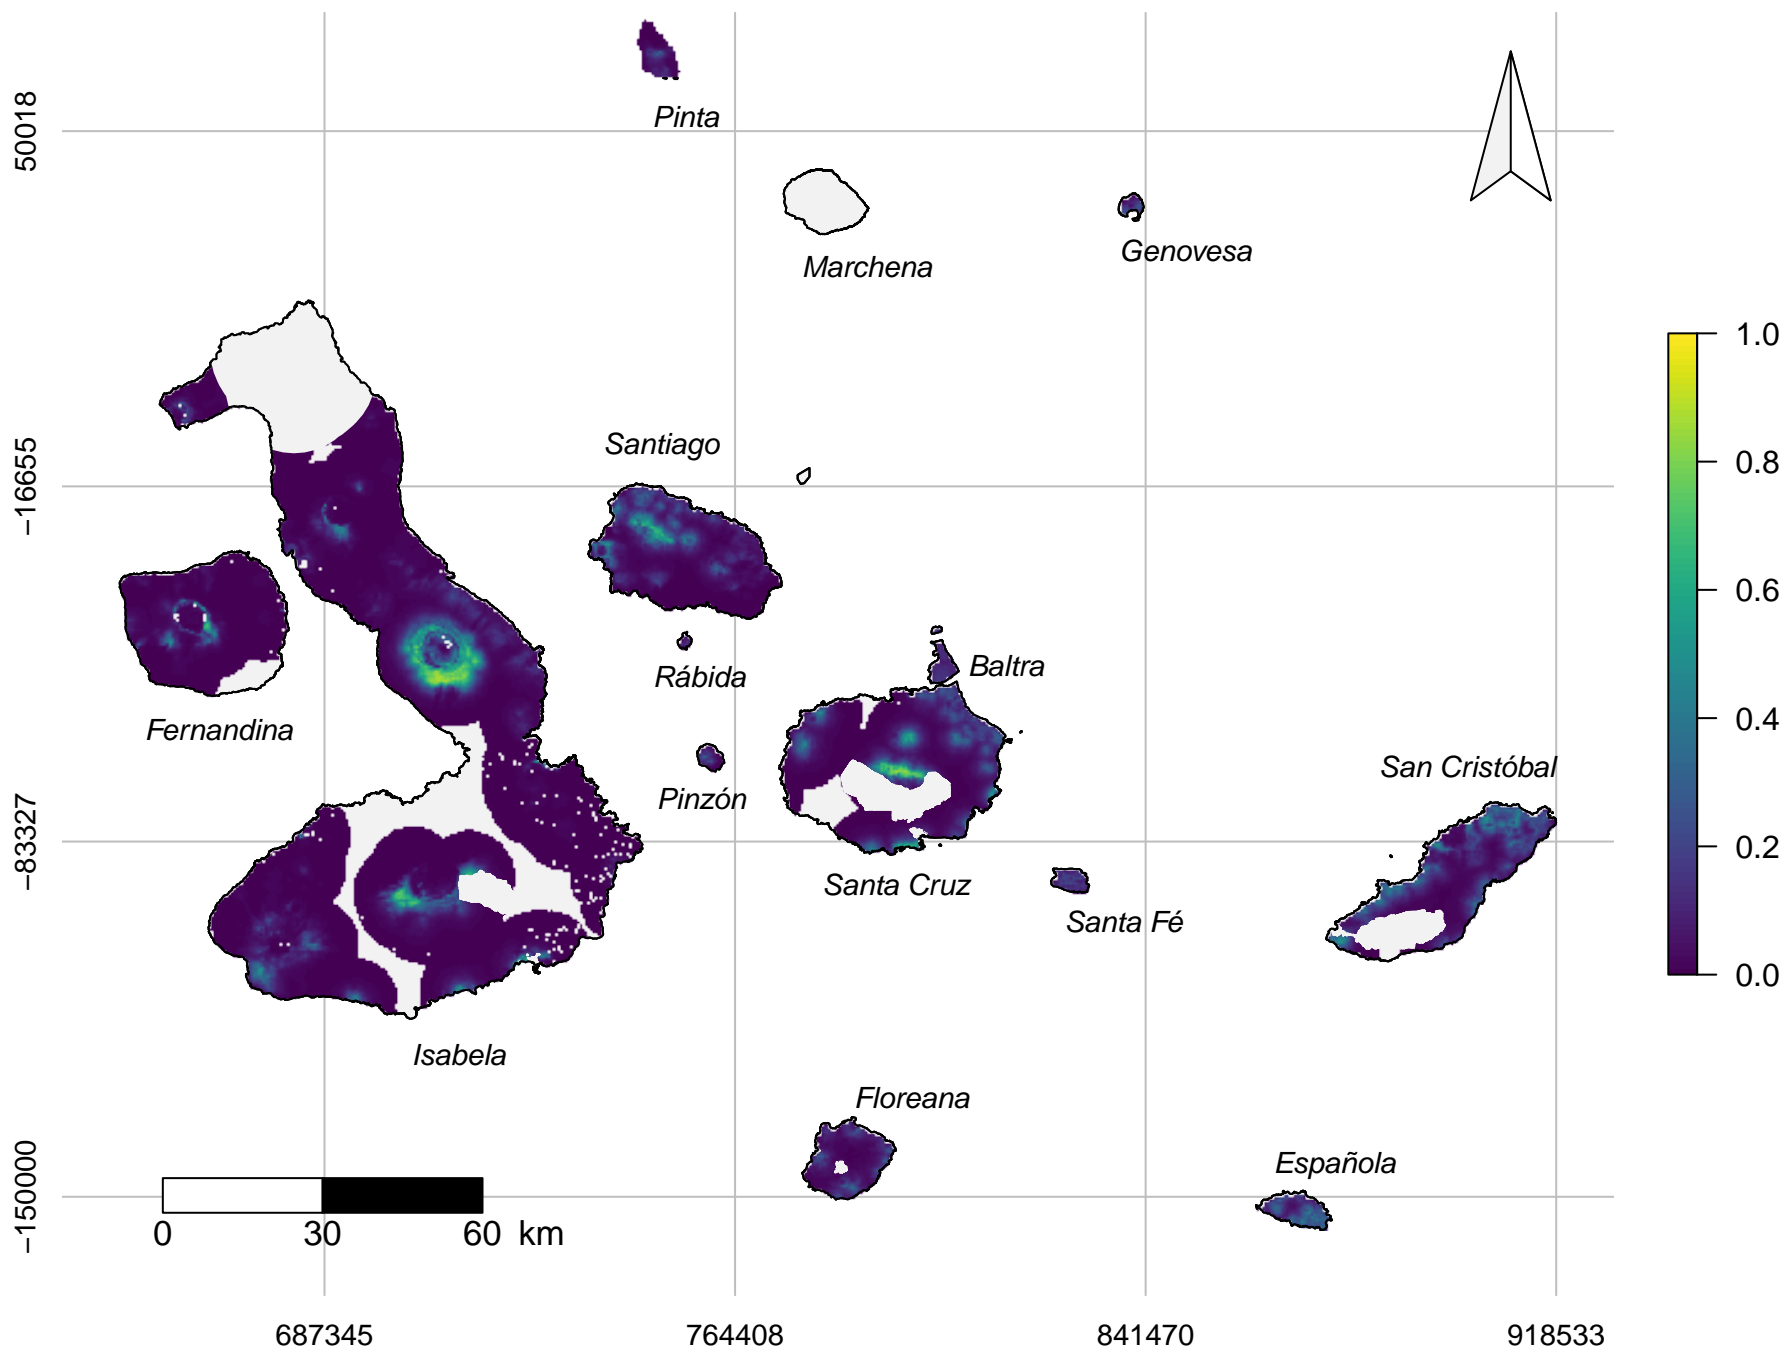 Pinta
50018
Marchena
Genovesa
1.0
0.8
0.6
0.4
0.2
0.0
Santiago
−16655
Rábida
Baltra
Fernandina
Pinzón
San Cristóbal
−83327
Santa Cruz
Santa Fé
Isabela
Floreana
Española
−150000
0 30 60 km
687345 764408 841470 918533